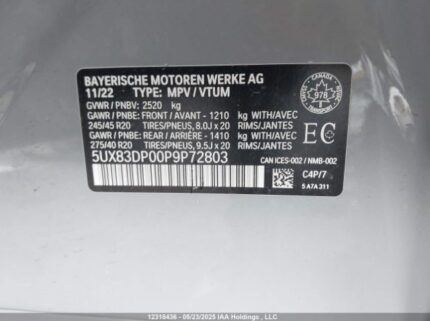 BAYERISCHE MOTOREN WERKE AG
11/22 TYPE: MPV / VTUM
GVWR / PNBV: 2520 kg
GAWR / PNBE: FRONT / AVANT - 1210 kg WITH/AVEC
245/45 R20 TIRES/PNEUS, 8.0J x 20 RIMS/JANTES
GAWR / PNBE: REAR/ARRIERE - 1410 kg WITH/AVEC
275/40 R20 TIRES/PNEUS, 9.5J x 20 RIMS/JANTES
5UX83DP00P9P72803
CANADA
978
TRANSPORT
EC
CAN ICES-002 / NMB-002
C4P/7
5 A7A 311
12318436 - 05/23/2025 IAA Holdings, LLC